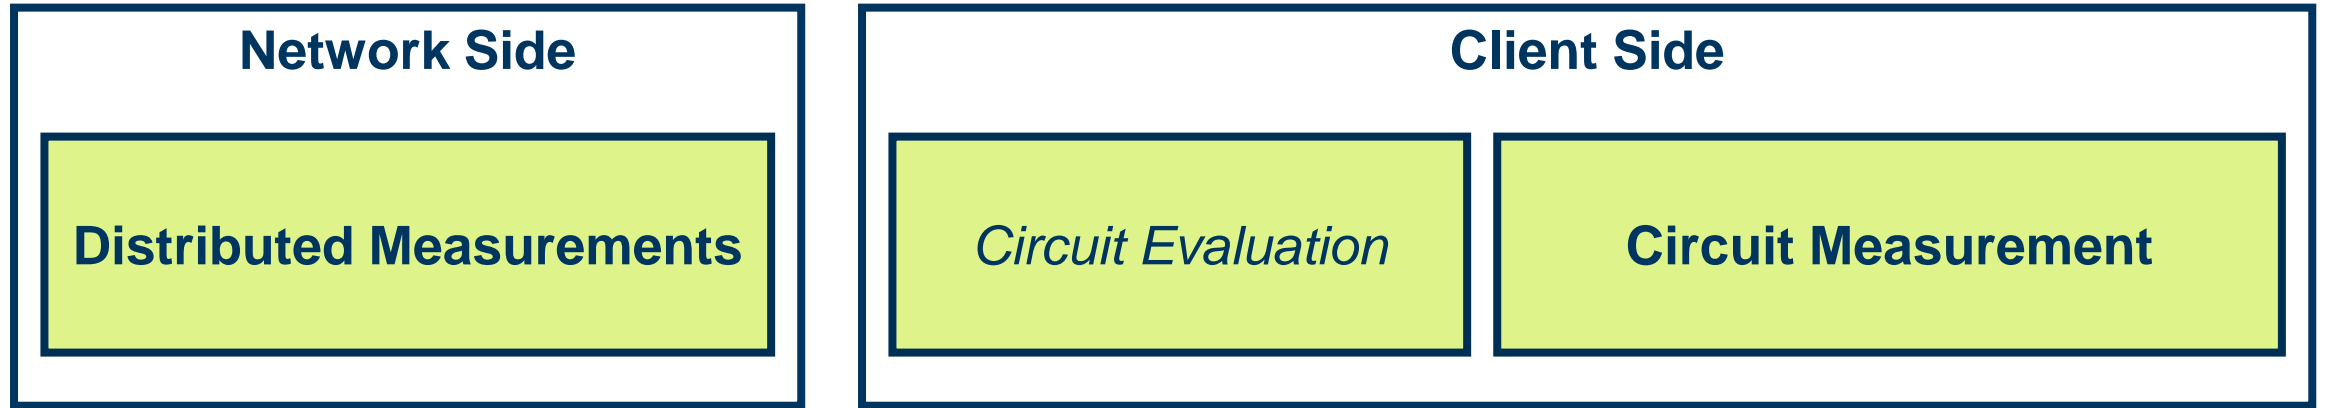 Network Side
Distributed Measurements
Client Side
Circuit Evaluation
Circuit Measurement